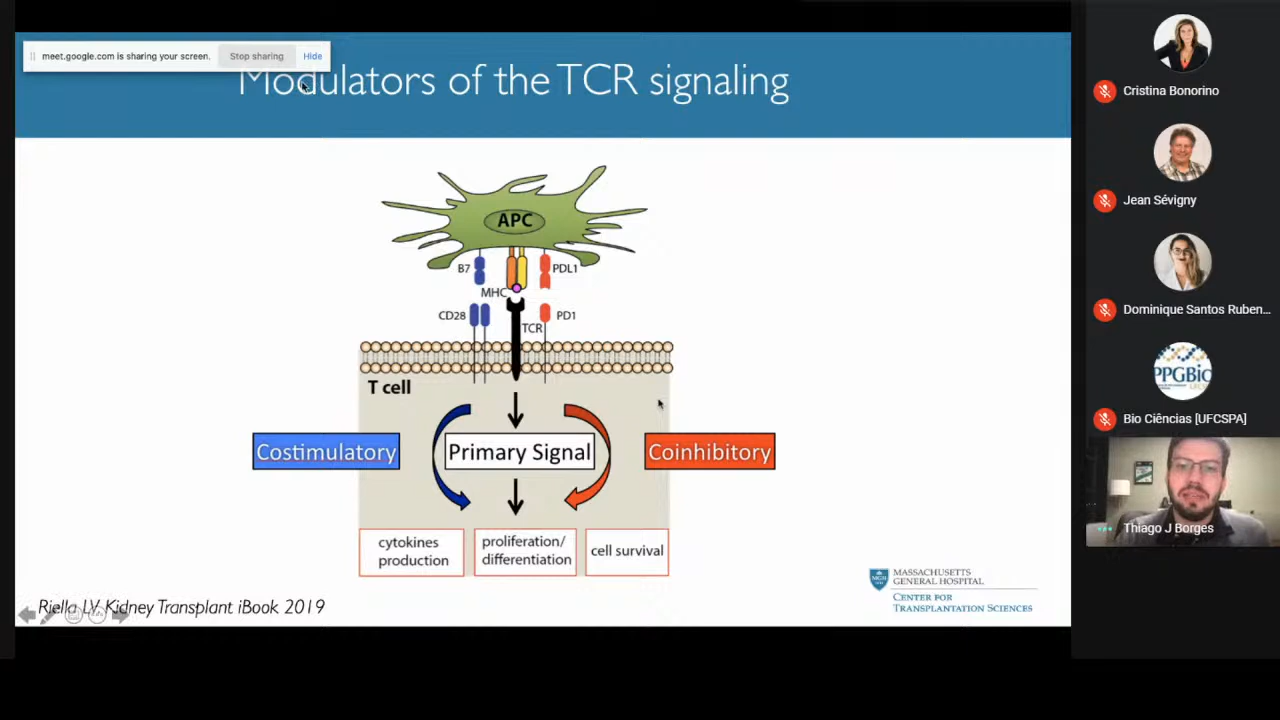 meet.google.com is sharing your screen. Stop sharing Hide
Modulators of the TCR signaling
APC
B7
PDL1
MHC
CD28
PD1
TCR
T cell
Costimulatory
Primary Signal
Coinhibitory
cytokines
production
proliferation/
differentiation
cell survival
Riella LV Kidney Transplant iBook 2019
MGH
MASSACHUSETTS
GENERAL HOSPITAL
CENTER FOR
TRANSPLANTATION SCIENCES
Cristina Bonorino
Jean Sévigny
Dominique Santos Ruben...
PPGBio
Bio Ciências [UFCSPA]
Thiago J Borges